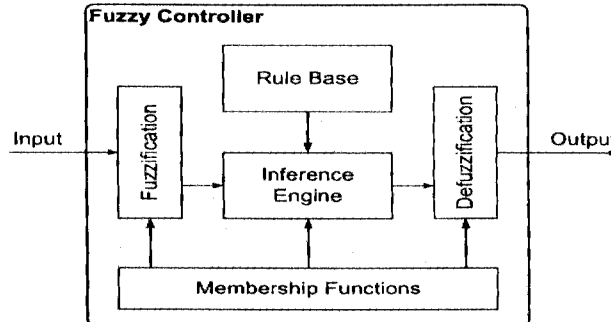 Fuzzy Controller
Rule Base
Input
Fuzzification
Inference
Engine
Defuzzification
Output
Membership Functions